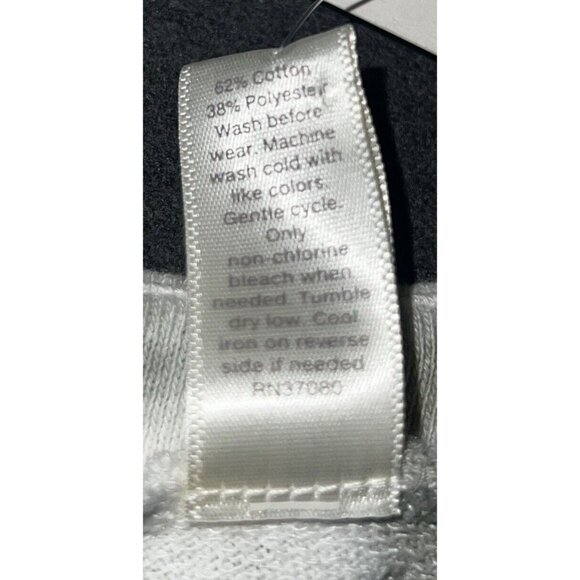 62% Cotton
38% Polyester
Wash before
wear. Machine
wash cold with
like colors.
Gentle cycle.
Only
non-chlorine
bleach when
needed. Tumble
dry low. Cool
iron on reverse
side if needed
RN37080